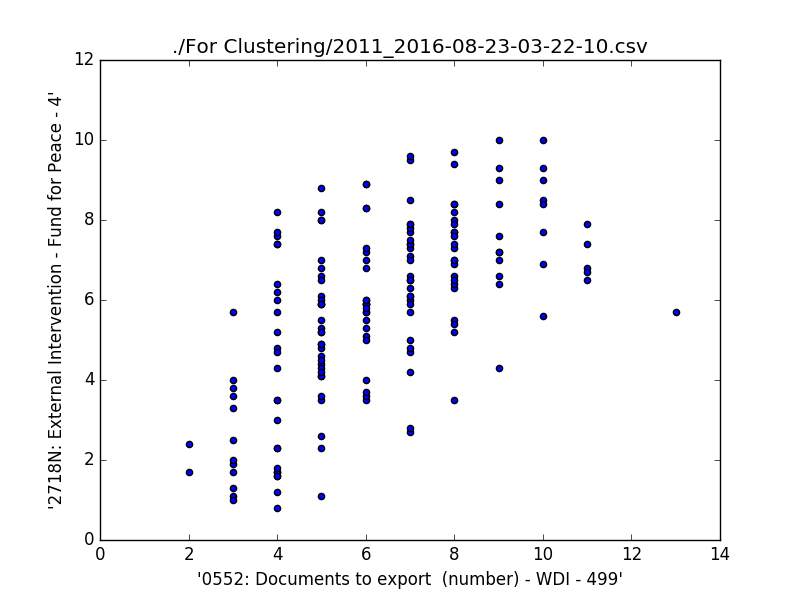 ./For Clustering/2011_2016-08-23-03-22-10.csv
12
10
8
6
4
2
0
'2718N: External Intervention - Fund for Peace - 4'
0 2 4 6 8 10 12 14
'0552: Documents to export  (number) - WDI - 499'